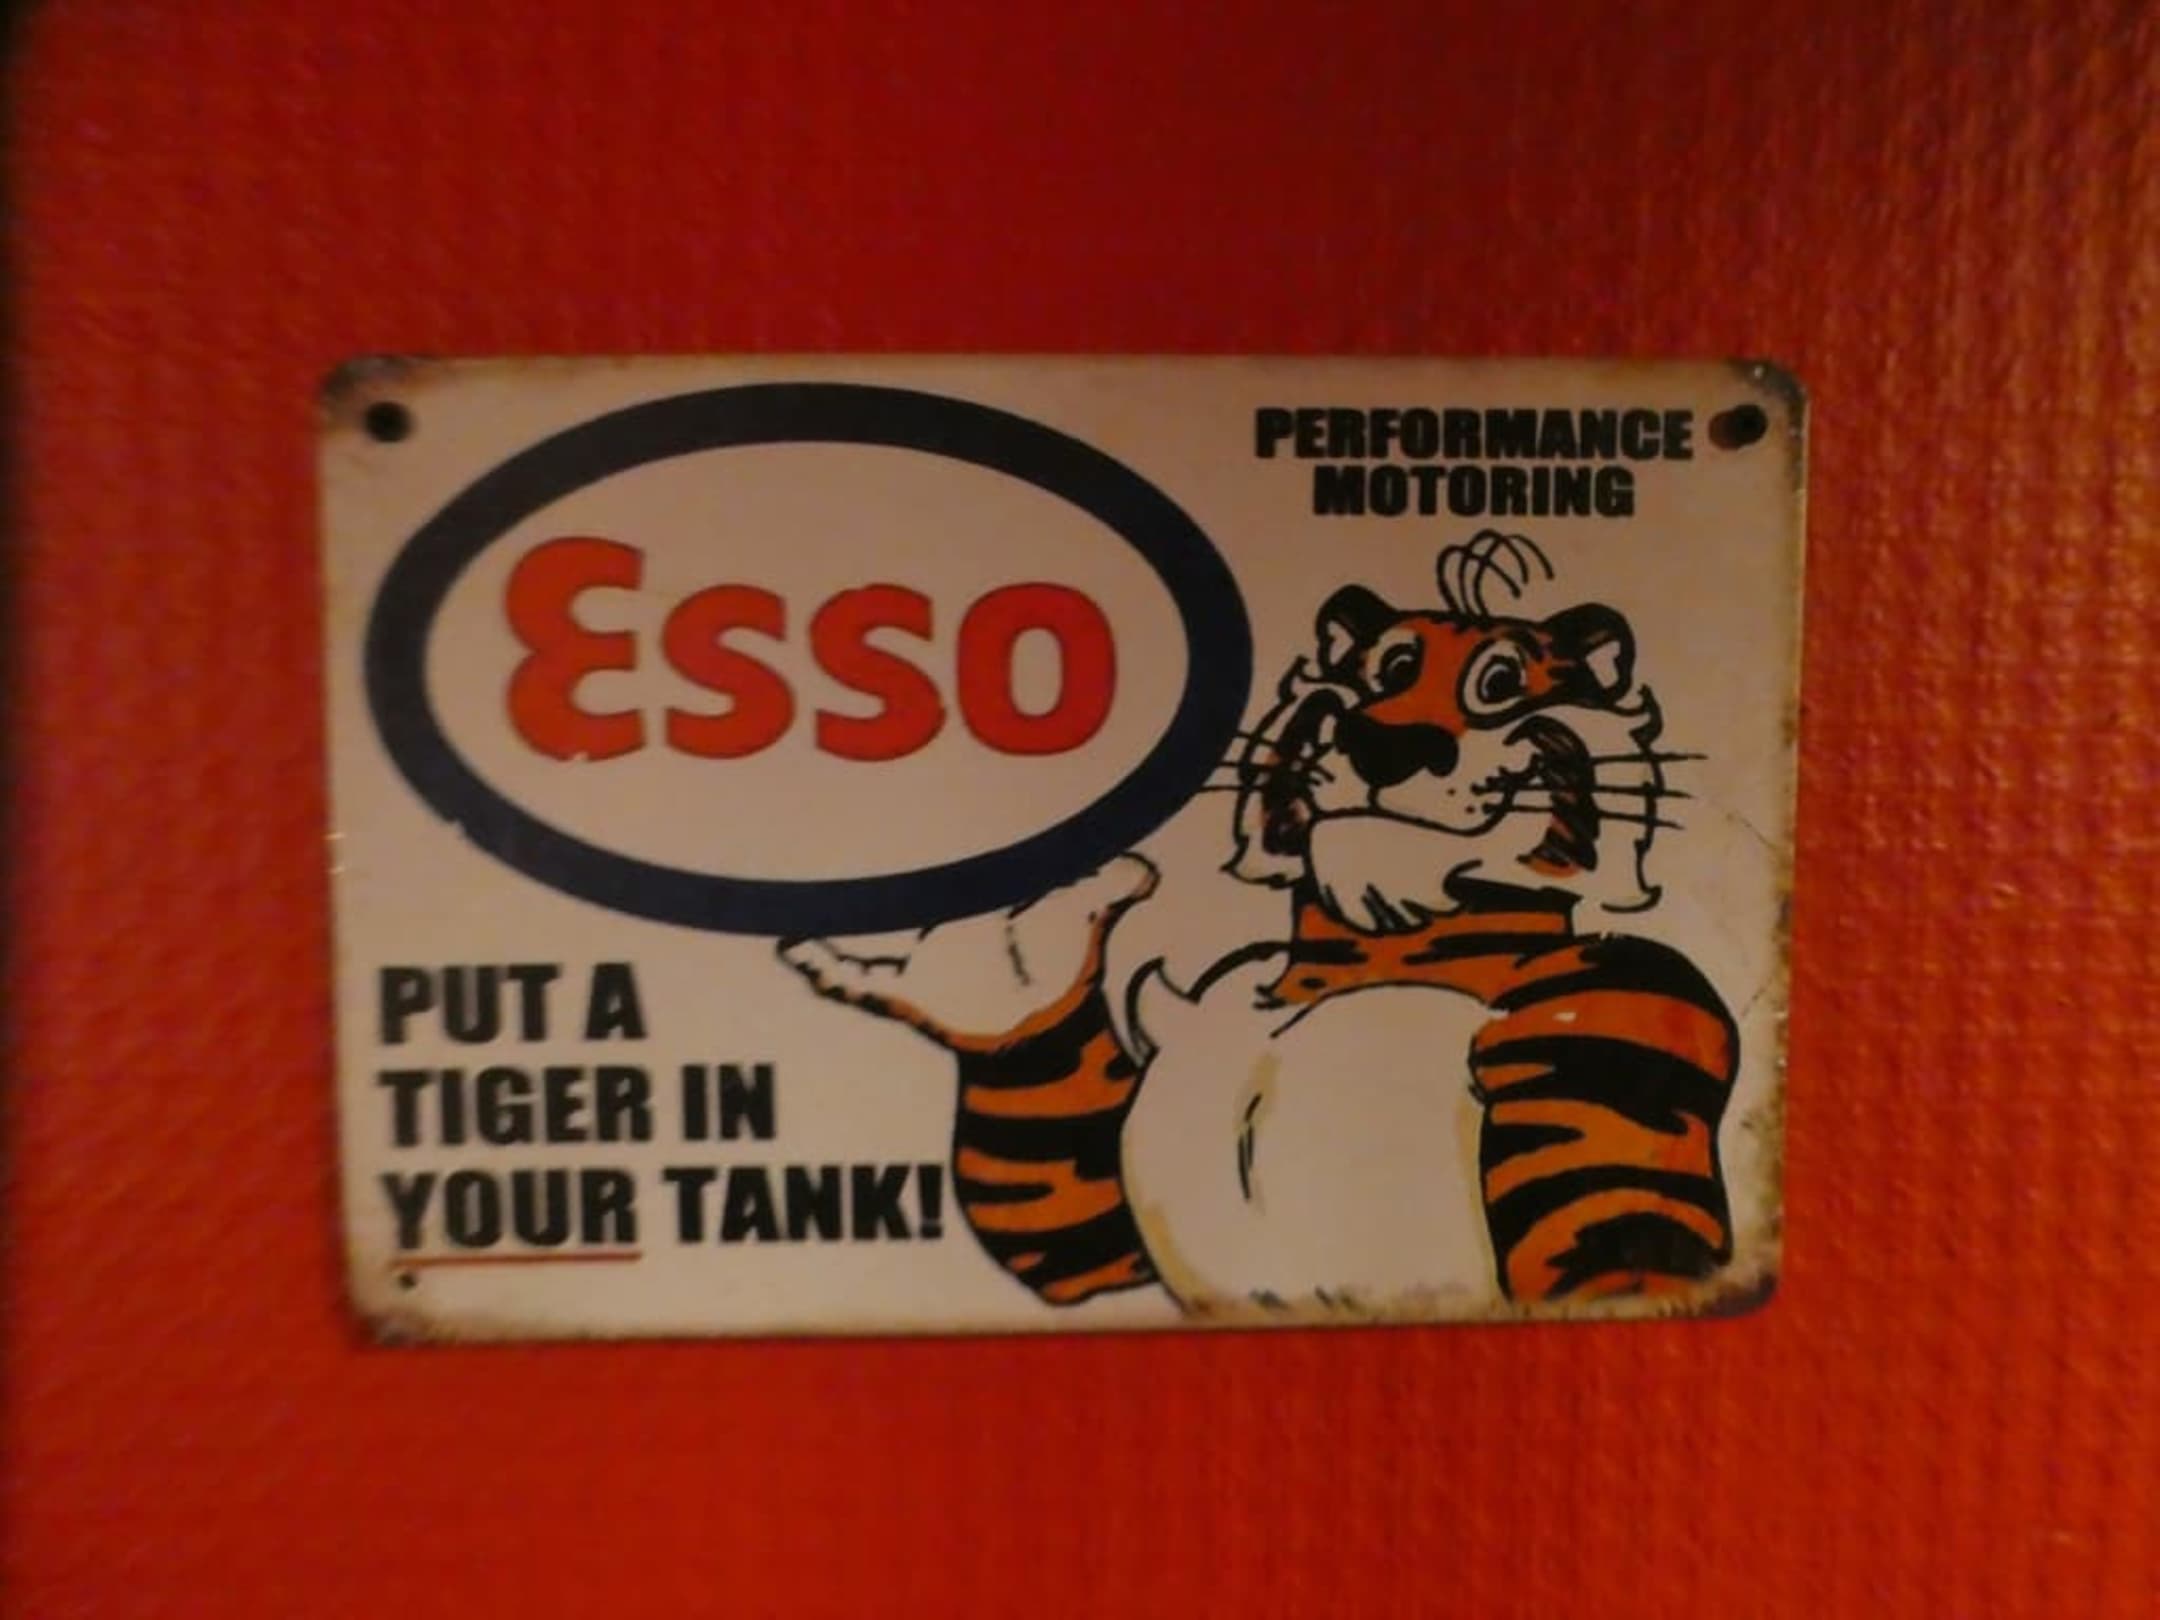 Esso
PERFORMANCE
MOTORING
PUT A
TIGER IN
YOUR TANK!